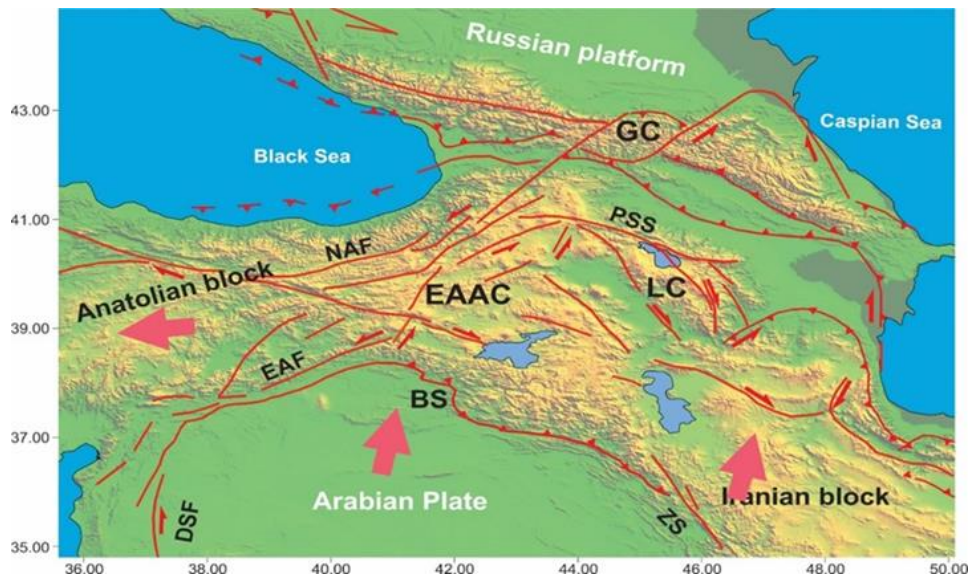 Russian platform
43.00
GC
Caspian Sea
Black Sea
41.00
NAF
PSS
Anatolian block
EAAC
LC
39.00
EAF
BS
37.00
Arabian Plate
Iranian block
DSF
ZS
35.00
36.00 38.00 40.00 42.00 44.00 46.00 48.00 50.00